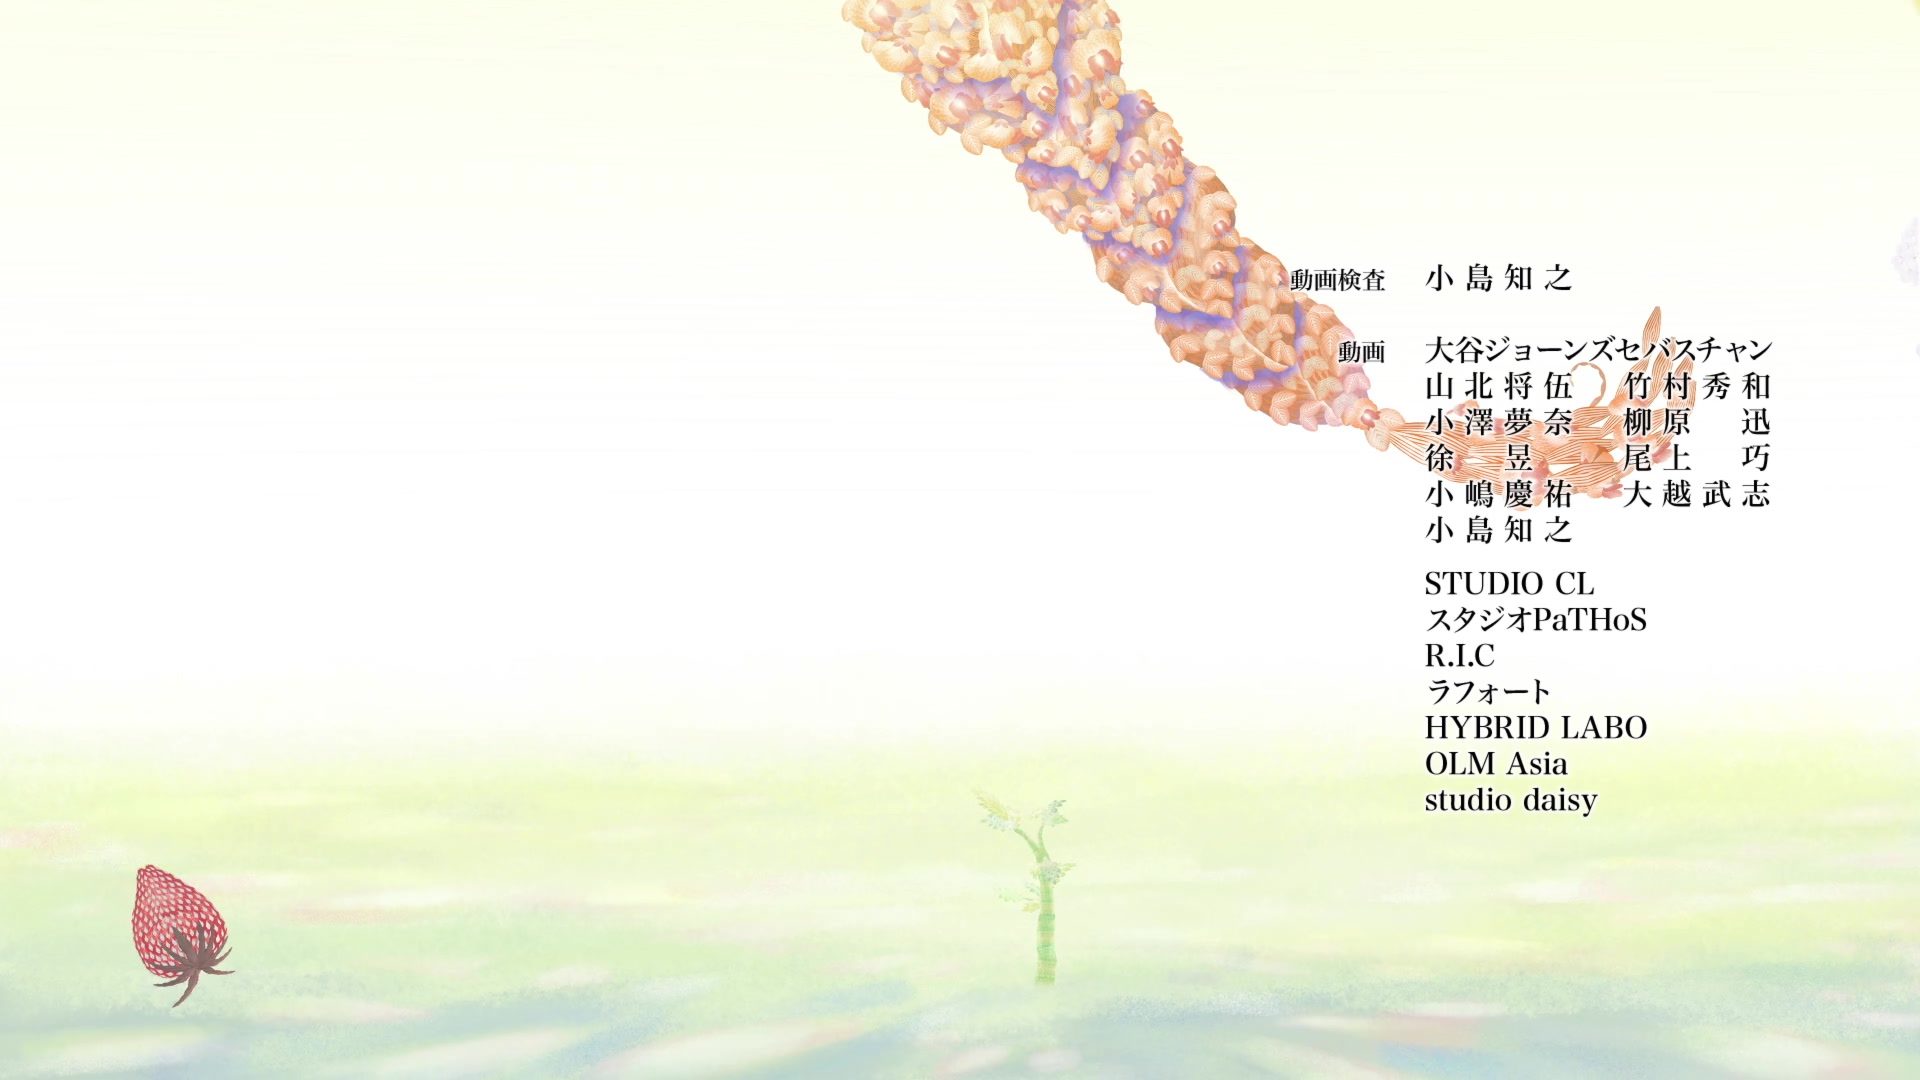 動画検査 小島知之
動画 大谷ジョーンズセバスチャン
山北将伍 竹村秀和
小澤夢奈 柳原 迅
徐 昱 尾上 巧
小嶋慶祐 大越武志
小島知之
STUDIO CL
スタジオPaTHoS
R.I.C
ラフォート
HYBRID LABO
OLM Asia
studio daisy